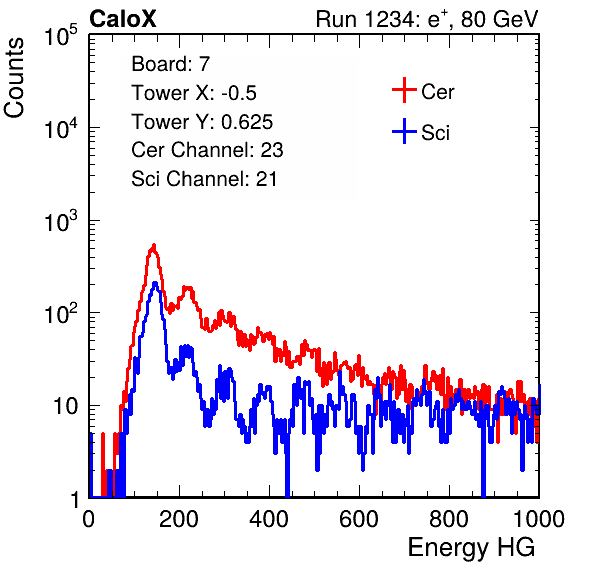 CaloX Run 1234: e⁺, 80 GeV
Counts
Board: 7
Tower X: -0.5
Tower Y: 0.625
Cer Channel: 23
Sci Channel: 21
Cer
Sci
10⁵
10⁴
10³
10²
10
1
0 200 400 600 800 1000
Energy HG